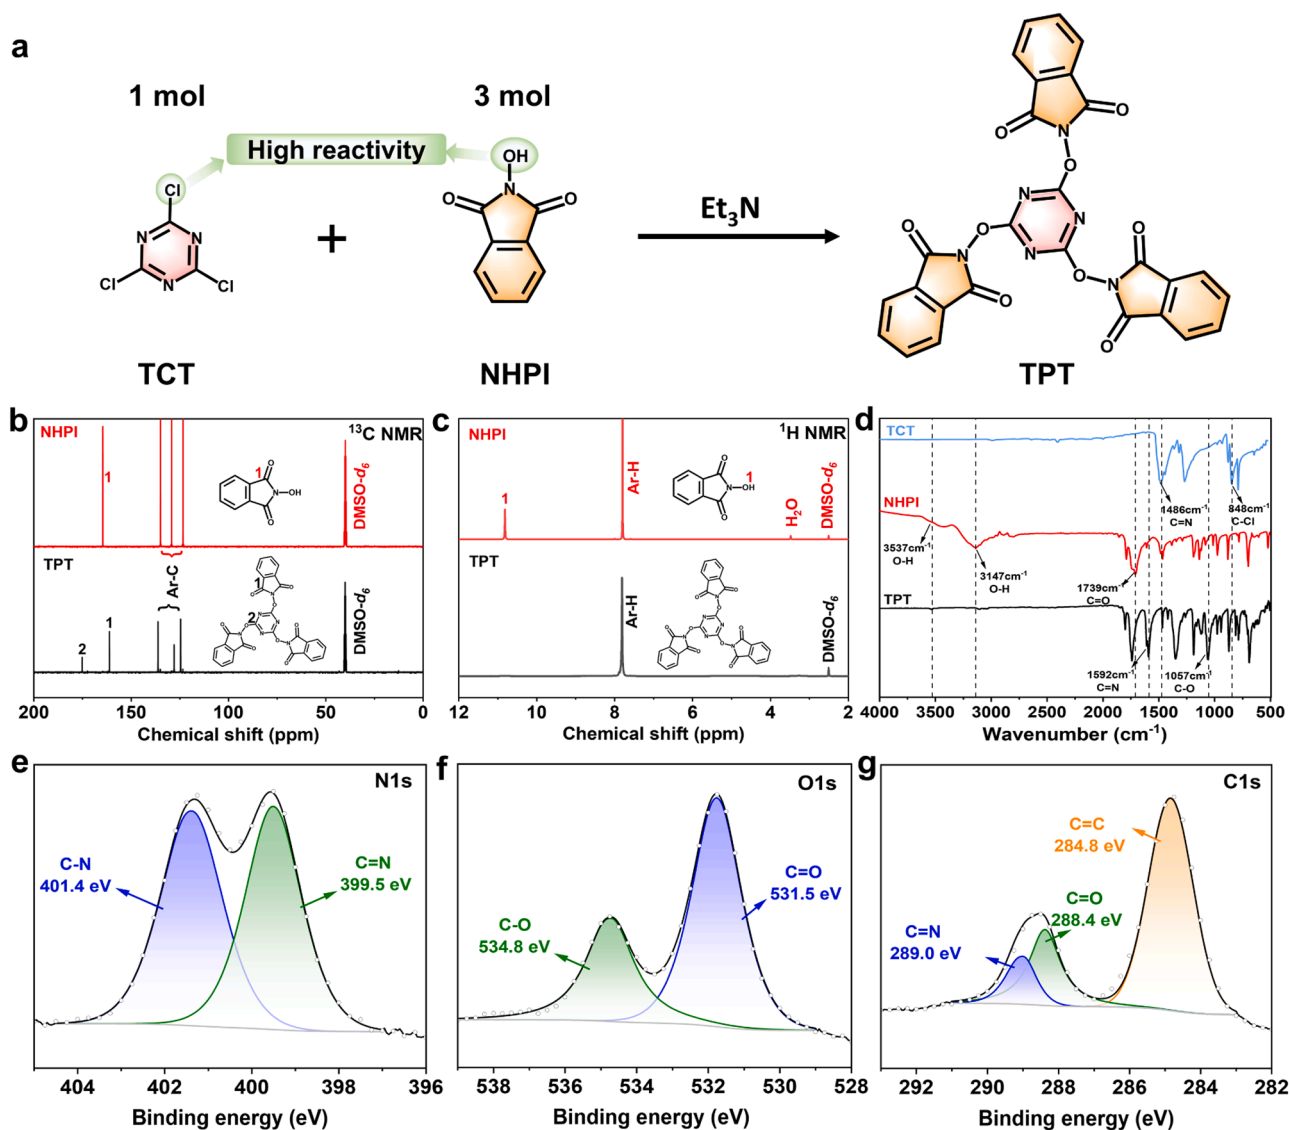 a
1 mol
3 mol
High reactivity
Cl
N
N
N
Cl
Cl
+
OH
N
O
O
Et₃N
O
O
N
O
N
N
N
O
N
O
O
O
N
O
O
TCT
NHPI
TPT
b
NHPI
¹³C NMR
1
1
O
N-OH
O
DMSO-d₆
TPT
Ar-C
2
1
1
2
DMSO-d₆
200
150
100
50
0
Chemical shift (ppm)
c
NHPI
¹H NMR
1
Ar-H
1
O
N-OH
O
H₂O
DMSO-d₆
TPT
Ar-H
DMSO-d₆
12
10
8
6
4
2
Chemical shift (ppm)
d
TCT
1486cm⁻¹
C=N
848cm⁻¹
C-Cl
NHPI
3537cm⁻¹
O-H
3147cm⁻¹
O-H
1739cm⁻¹
C=O
TPT
1592cm⁻¹
C=N
1057cm⁻¹
C-O
4000
3500
3000
2500
2000
1500
1000
500
Wavenumber (cm⁻¹)
e
N1s
C-N
401.4 eV
C=N
399.5 eV
404
402
400
398
396
Binding energy (eV)
f
O1s
C-O
534.8 eV
C=O
531.5 eV
538
536
534
532
530
528
Binding energy (eV)
g
C1s
C=C
284.8 eV
C=O
288.4 eV
C=N
289.0 eV
292
290
288
286
284
282
Binding energy (eV)